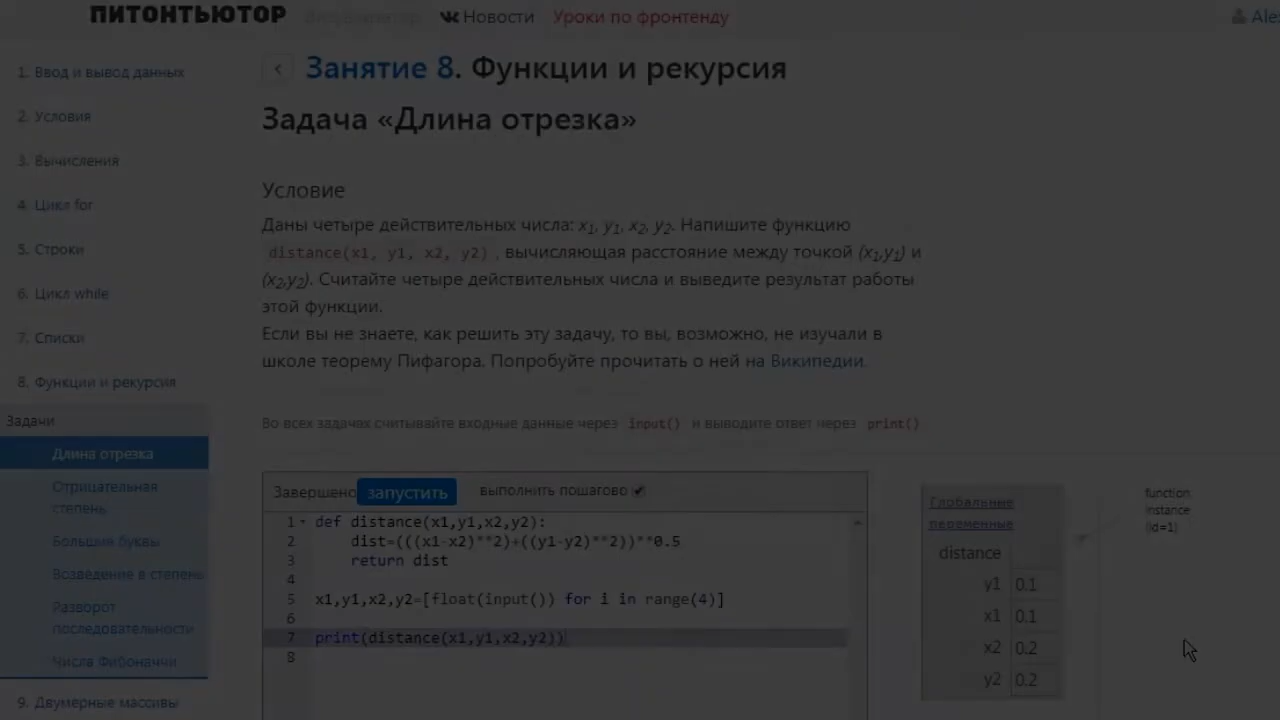 ПИТОНТЬЮТОР Визуализатор Новости Уроки по фронтенду Ale
1. Ввод и вывод данных
2. Условия
3. Вычисления
4. Цикл for
5. Строки
6. Цикл while
7. Списки
8. Функции и рекурсия
Задачи
Длина отрезка
Отрицательная
степень
Большие буквы
Возведение в степень
Разворот
последовательности
Числа Фибоначчи
9. Двумерные массивы
Занятие 8. Функции и рекурсия
Задача «Длина отрезка»
Условие
Даны четыре действительных числа: x1, y1, x2, y2. Напишите функцию
distance(x1, y1, x2, y2), вычисляющая расстояние между точкой (x1,y1) и
(x2,y2). Считайте четыре действительных числа и выведите результат работы
этой функции.
Если вы не знаете, как решить эту задачу, то вы, возможно, не изучали в
школе теорему Пифагора. Попробуйте прочитать о ней на Википедии.
Во всех задачах считывайте входные данные через input() и выводите ответ через print()
Завершено запустить выполнить пошагово
1 def distance(x1,y1,x2,y2):
2 dist=(((x1-x2)**2)+((y1-y2)**2))**0.5
3 return dist
4
5 x1,y1,x2,y2=[float(input()) for i in range(4)]
6
7 print(distance(x1,y1,x2,y2))
8
Глобальные
переменные
distance
y1 0.1
x1 0.1
x2 0.2
y2 0.2
function
instance
(id=1)